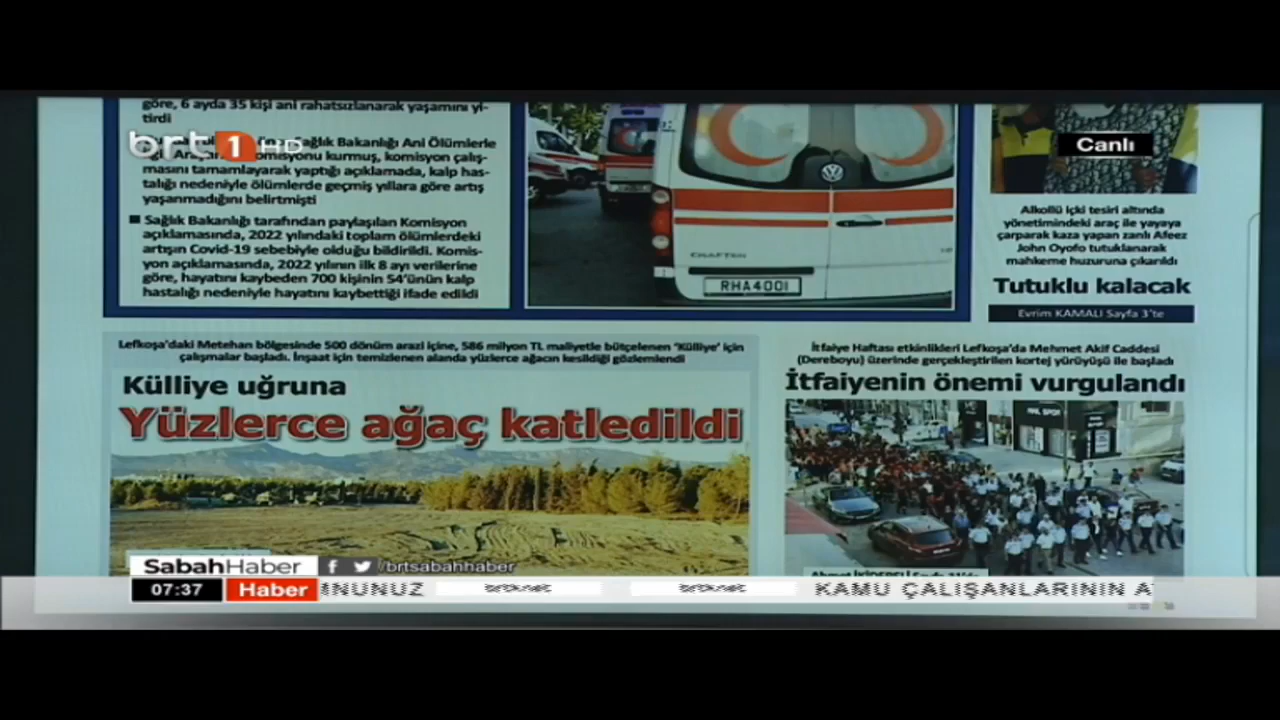 göre, 6 ayda 35 kişi ani rahatsızlanarak yaşamını yi-
tirdi
Sağlık Bakanlığı Ani Ölümlerle
komisyonu kurmuş, komisyon çalış-
masını tamamlayarak yaptığı açıklamada, kalp has-
talığı nedeniyle ölümlerde geçmiş yıllara göre artış
yaşanmadığını belirtmişti
Sağlık Bakanlığı tarafından paylaşılan Komisyon
açıklamasında, 2022 yılındaki toplam ölümlerdeki
artışın Covid-19 sebebiyle olduğu bildirildi. Komis-
yon açıklamasında, 2022 yılının ilk 8 ayı verilerine
göre, hayatını kaybeden 700 kişinin 54'ünün kalp
hastalığı nedeniyle hayatını kaybettiği ifade edildi
brt 1 HD
CRAFTER
RHA4001
Canlı
Alkollü içki tesiri altında
yönetimindeki araç ile yayaya
çarparak kaza yapan zanlı Afeez
John Oyofo tutuklanarak
mahkeme huzuruna çıkarıldı
Tutuklu kalacak
Evrim KAMALI Sayfa 3'te
Lefkoşa'daki Metehan bölgesinde 500 dönüm arazi içine, 586 milyon TL maliyetle bütçelenen 'Külliye' için
çalışmalar başladı. İnşaat için temizlenen alanda yüzlerce ağacın kesildiği gözlemlendi
Külliye uğruna
Yüzlerce ağaç katledildi
İtfaiye Haftası etkinlikleri Lefkoşa'da Mehmet Akif Caddesi
(Dereboyu) üzerinde gerçekleştirilen kortej yürüyüşü ile başladı
İtfaiyenin önemi vurgulandı
SabahHaber
/brtsabahhaber
07:37
Haber
MNUNUZ
KAMU ÇALIŞANLARININ A